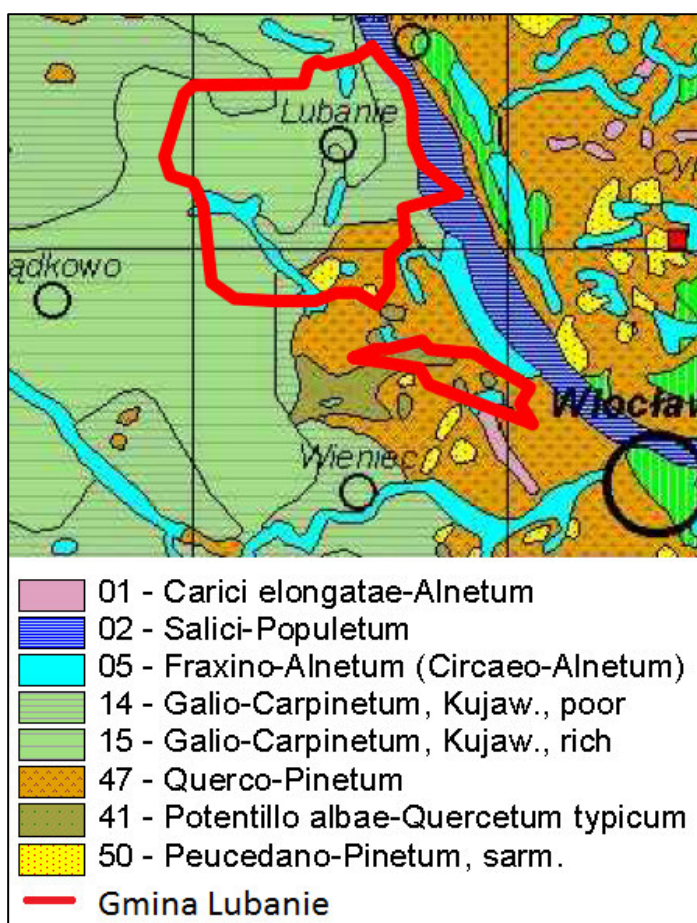 Lubanie
ądkowo
Włocła
Wieniec
01 - Carici elongatae-Alnetum
02 - Salici-Populetum
05 - Fraxino-Alnetum (Circaeo-Alnetum)
14 - Galio-Carpinetum, Kujaw., poor
15 - Galio-Carpinetum, Kujaw., rich
47 - Querco-Pinetum
41 - Potentillo albae-Quercetum typicum
50 - Peucedano-Pinetum, sarm.
Gmina Lubanie